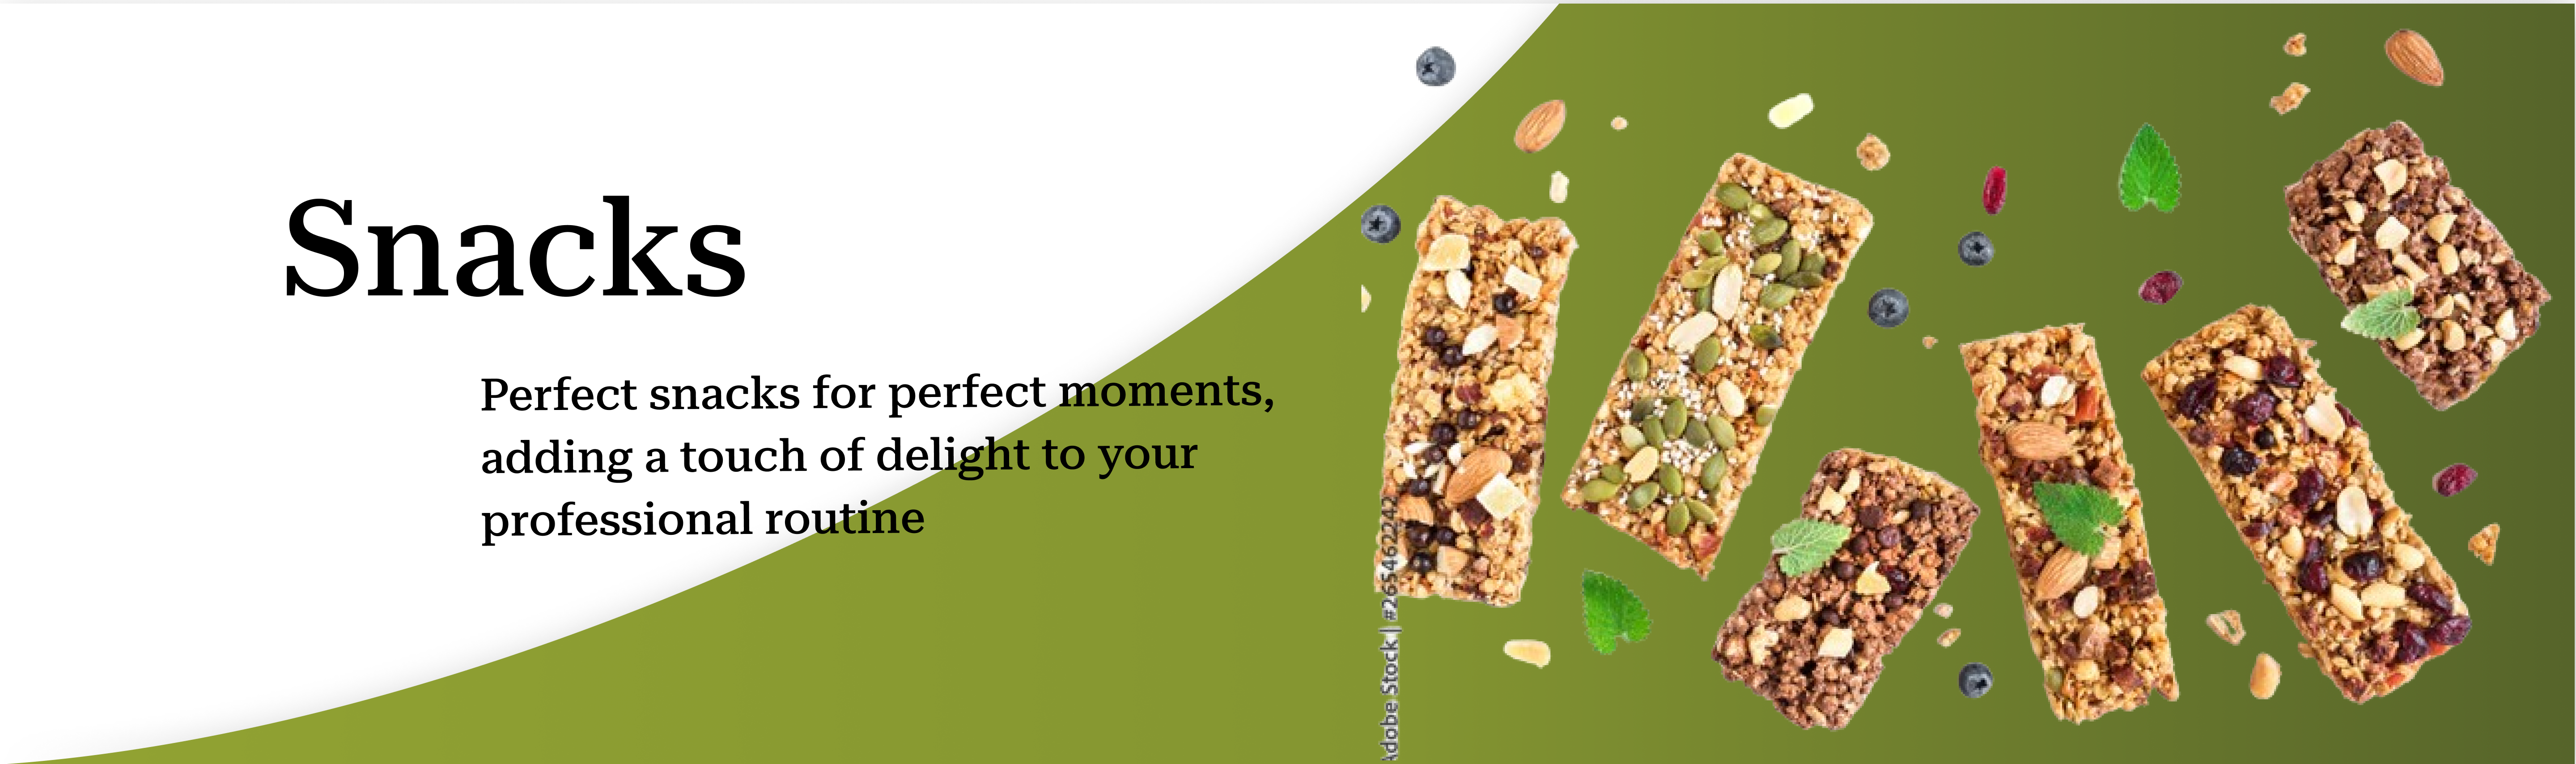 Snacks
Perfect snacks for perfect moments,
adding a touch of delight to your
professional routine
Adobe Stock | #265462242